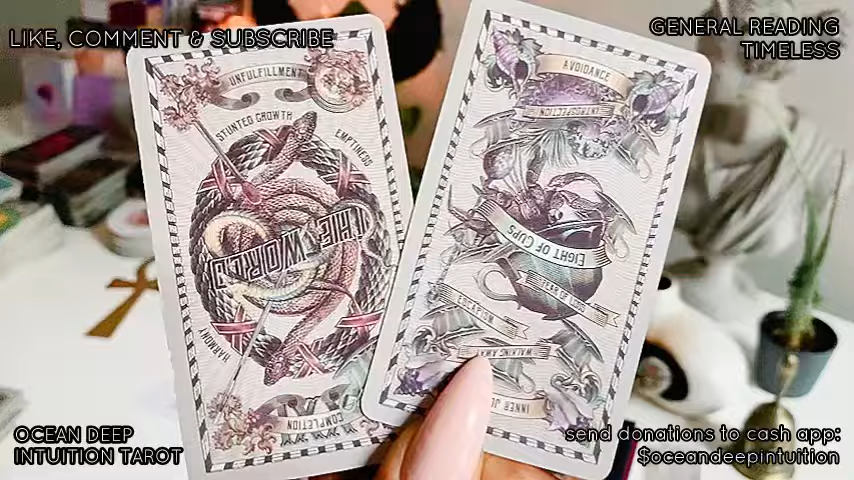 LIKE, COMMENT & SUBSCRIBE
GENERAL READING
TIMELESS
UNFULFILLMENT
STUNTED GROWTH
EMPTINESS
THE WORLD
HARMONY
COMPLETION
AVOIDANCE
INTROSPECTION
EIGHT OF CUPS
FEAR OF LOSS
WALKING AWAY
OCEAN DEEP
INTUITION TAROT
send donations to cash app:
$oceandeepintuition